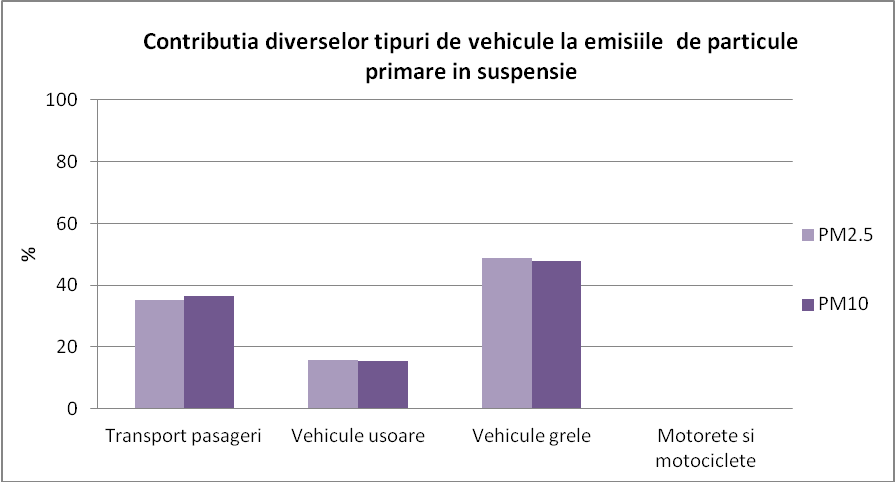 Contributia diverselor tipuri de vehicule la emisiile  de particule
primare in suspensie
100
80
60
40
20
0
%
Transport pasageri
Vehicule usoare
Vehicule grele
Motorete si
motociclete
PM2.5
PM10